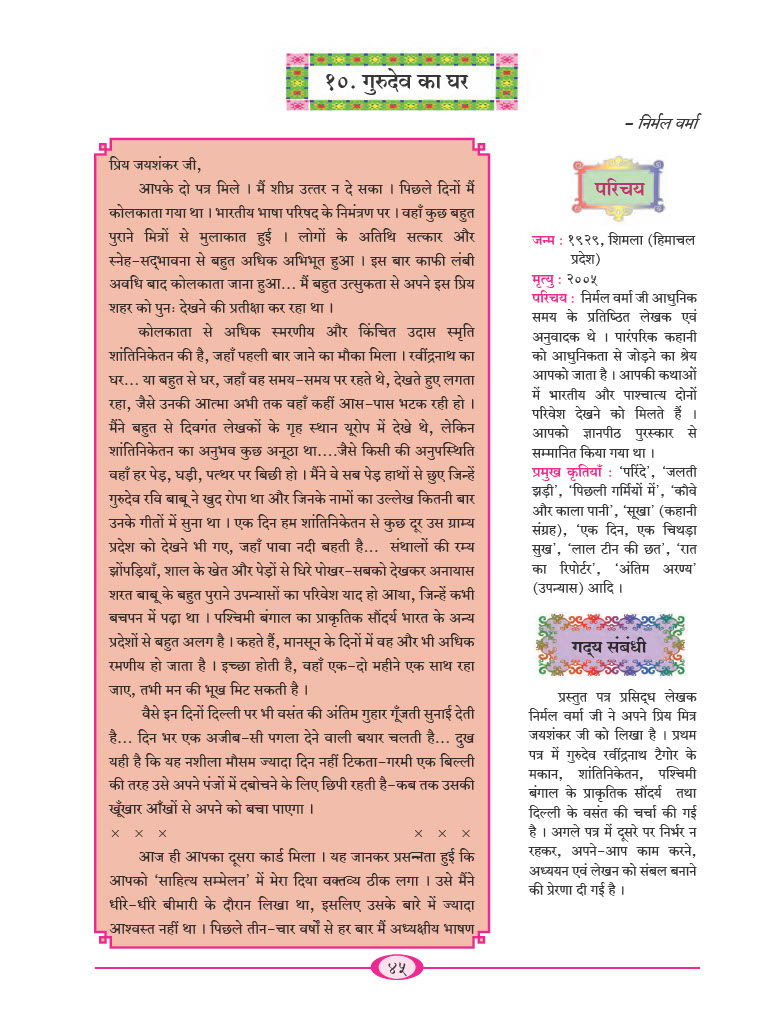 १०. गुरुदेव का घर
– निर्मल वर्मा
प्रिय जयशंकर जी,
आपके दो पत्र मिले । मैं शीघ्र उत्तर न दे सका । पिछले दिनों मैं
कोलकाता गया था । भारतीय भाषा परिषद के निमंत्रण पर । वहाँ कुछ बहुत
पुराने मित्रों से मुलाकात हुई । लोगों के अतिथि सत्कार और
स्नेह-सद्‌भावना से बहुत अधिक अभिभूत हुआ । इस बार काफी लंबी
अवधि बाद कोलकाता जाना हुआ... मैं बहुत उत्सुकता से अपने इस प्रिय
शहर को पुनः देखने की प्रतीक्षा कर रहा था ।
कोलकाता से अधिक स्मरणीय और किंचित उदास स्मृति
शांतिनिकेतन की है, जहाँ पहली बार जाने का मौका मिला । रवींद्रनाथ का
घर... या बहुत से घर, जहाँ वह समय-समय पर रहते थे, देखते हुए लगता
रहा, जैसे उनकी आत्मा अभी तक वहाँ कहीं आस-पास भटक रही हो ।
मैंने बहुत से दिवंगत लेखकों के गृह स्थान यूरोप में देखे थे, लेकिन
शांतिनिकेतन का अनुभव कुछ अनूठा था....जैसे किसी की अनुपस्थिति
वहाँ हर पेड़, घड़ी, पत्थर पर बिछी हो । मैंने वे सब पेड़ हाथों से छुए जिन्हें
गुरुदेव रवि बाबू ने खुद रोपा था और जिनके नामों का उल्लेख कितनी बार
उनके गीतों में सुना था । एक दिन हम शांतिनिकेतन से कुछ दूर उस ग्राम्य
प्रदेश को देखने भी गए, जहाँ पावा नदी बहती है... संथालों की रम्य
झोंपड़ियाँ, शाल के खेत और पेड़ों से घिरे पोखर-सबको देखकर अनायास
शरत बाबू के बहुत पुराने उपन्यासों का परिवेश याद हो आया, जिन्हें कभी
बचपन में पढ़ा था । पश्चिमी बंगाल का प्राकृतिक सौंदर्य भारत के अन्य
प्रदेशों से बहुत अलग है । कहते हैं, मानसून के दिनों में वह और भी अधिक
रमणीय हो जाता है । इच्छा होती है, वहाँ एक-दो महीने एक साथ रहा
जाए, तभी मन की भूख मिट सकती है ।
वैसे इन दिनों दिल्ली पर भी वसंत की अंतिम गुहार गूँजती सुनाई देती
है... दिन भर एक अजीब-सी पगला देने वाली बयार चलती है... दुख
यही है कि यह नशीला मौसम ज्यादा दिन नहीं टिकता-गरमी एक बिल्ली
की तरह उसे अपने पंजों में दबोचने के लिए छिपी रहती है-कब तक उसकी
खूँखार आँखों से अपने को बचा पाएगा ।
× × × × × ×
आज ही आपका दूसरा कार्ड मिला । यह जानकर प्रसन्नता हुई कि
आपको ‘साहित्य सम्मेलन’ में मेरा दिया वक्तव्य ठीक लगा । उसे मैंने
धीरे-धीरे बीमारी के दौरान लिखा था, इसलिए उसके बारे में ज्यादा
आश्वस्त नहीं था । पिछले तीन-चार वर्षों से हर बार मैं अध्यक्षीय भाषण
परिचय
जन्म : १९२९, शिमला (हिमाचल
प्रदेश)
मृत्यु : २००५
परिचय : निर्मल वर्मा जी आधुनिक
समय के प्रतिष्ठित लेखक एवं
अनुवादक थे । पारंपरिक कहानी
को आधुनिकता से जोड़ने का श्रेय
आपको जाता है । आपकी कथाओं
में भारतीय और पाश्चात्य दोनों
परिवेश देखने को मिलते हैं ।
आपको ज्ञानपीठ पुरस्कार से
सम्मानित किया गया था ।
प्रमुख कृतियाँ : ‘परिंदे’, ‘जलती
झड़ी’, ‘पिछली गर्मियों में’, ‘कौवे
और काला पानी’, ‘सूखा’ (कहानी
संग्रह), ‘एक दिन, एक चिथड़ा
सुख’, ‘लाल टीन की छत’, ‘रात
का रिपोर्टर’, ‘अंतिम अरण्य’
(उपन्यास) आदि ।
गद्‌य संबंधी
प्रस्तुत पत्र प्रसिद्‌ध लेखक
निर्मल वर्मा जी ने अपने प्रिय मित्र
जयशंकर जी को लिखा है । प्रथम
पत्र में गुरुदेव रवींद्रनाथ टैगोर के
मकान, शांतिनिकेतन, पश्चिमी
बंगाल के प्राकृतिक सौंदर्य तथा
दिल्ली के वसंत की चर्चा की गई
है । अगले पत्र में दूसरे पर निर्भर न
रहकर, अपने-आप काम करने,
अध्ययन एवं लेखन को संबल बनाने
की प्रेरणा दी गई है ।
४५